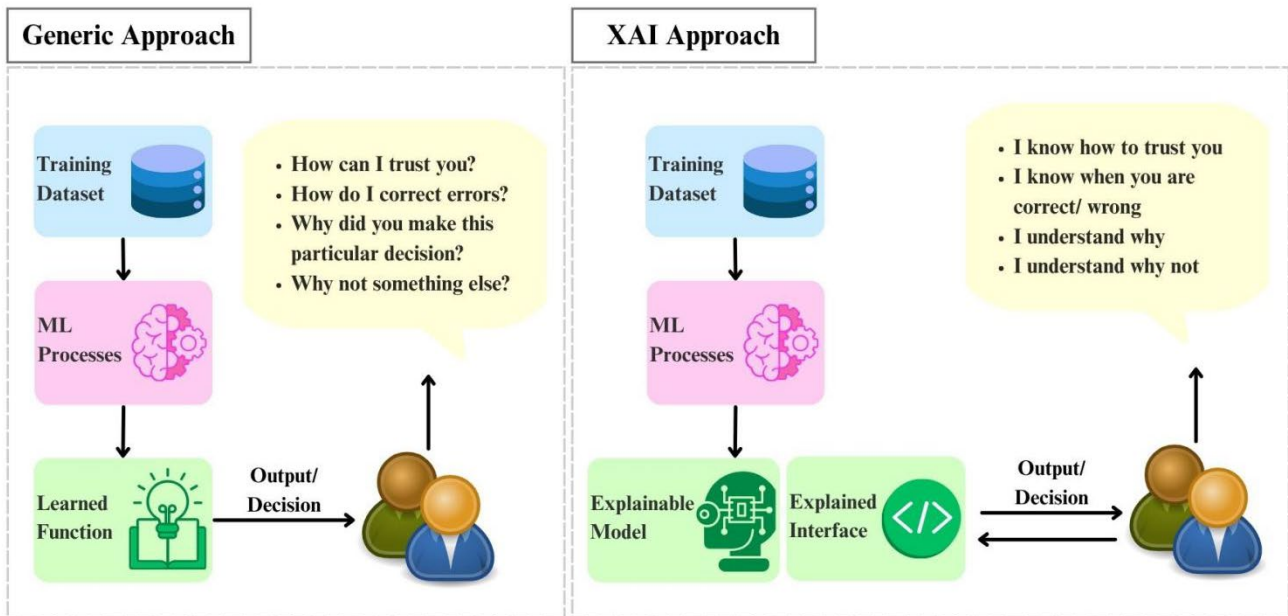 Generic Approach
Training
Dataset
ML
Processes
Learned
Function
Output/
Decision
• How can I trust you?
• How do I correct errors?
• Why did you make this
particular decision?
• Why not something else?
XAI Approach
Training
Dataset
ML
Processes
Explainable
Model
Explained
Interface
</>
Output/
Decision
• I know how to trust you
• I know when you are
correct/ wrong
• I understand why
• I understand why not